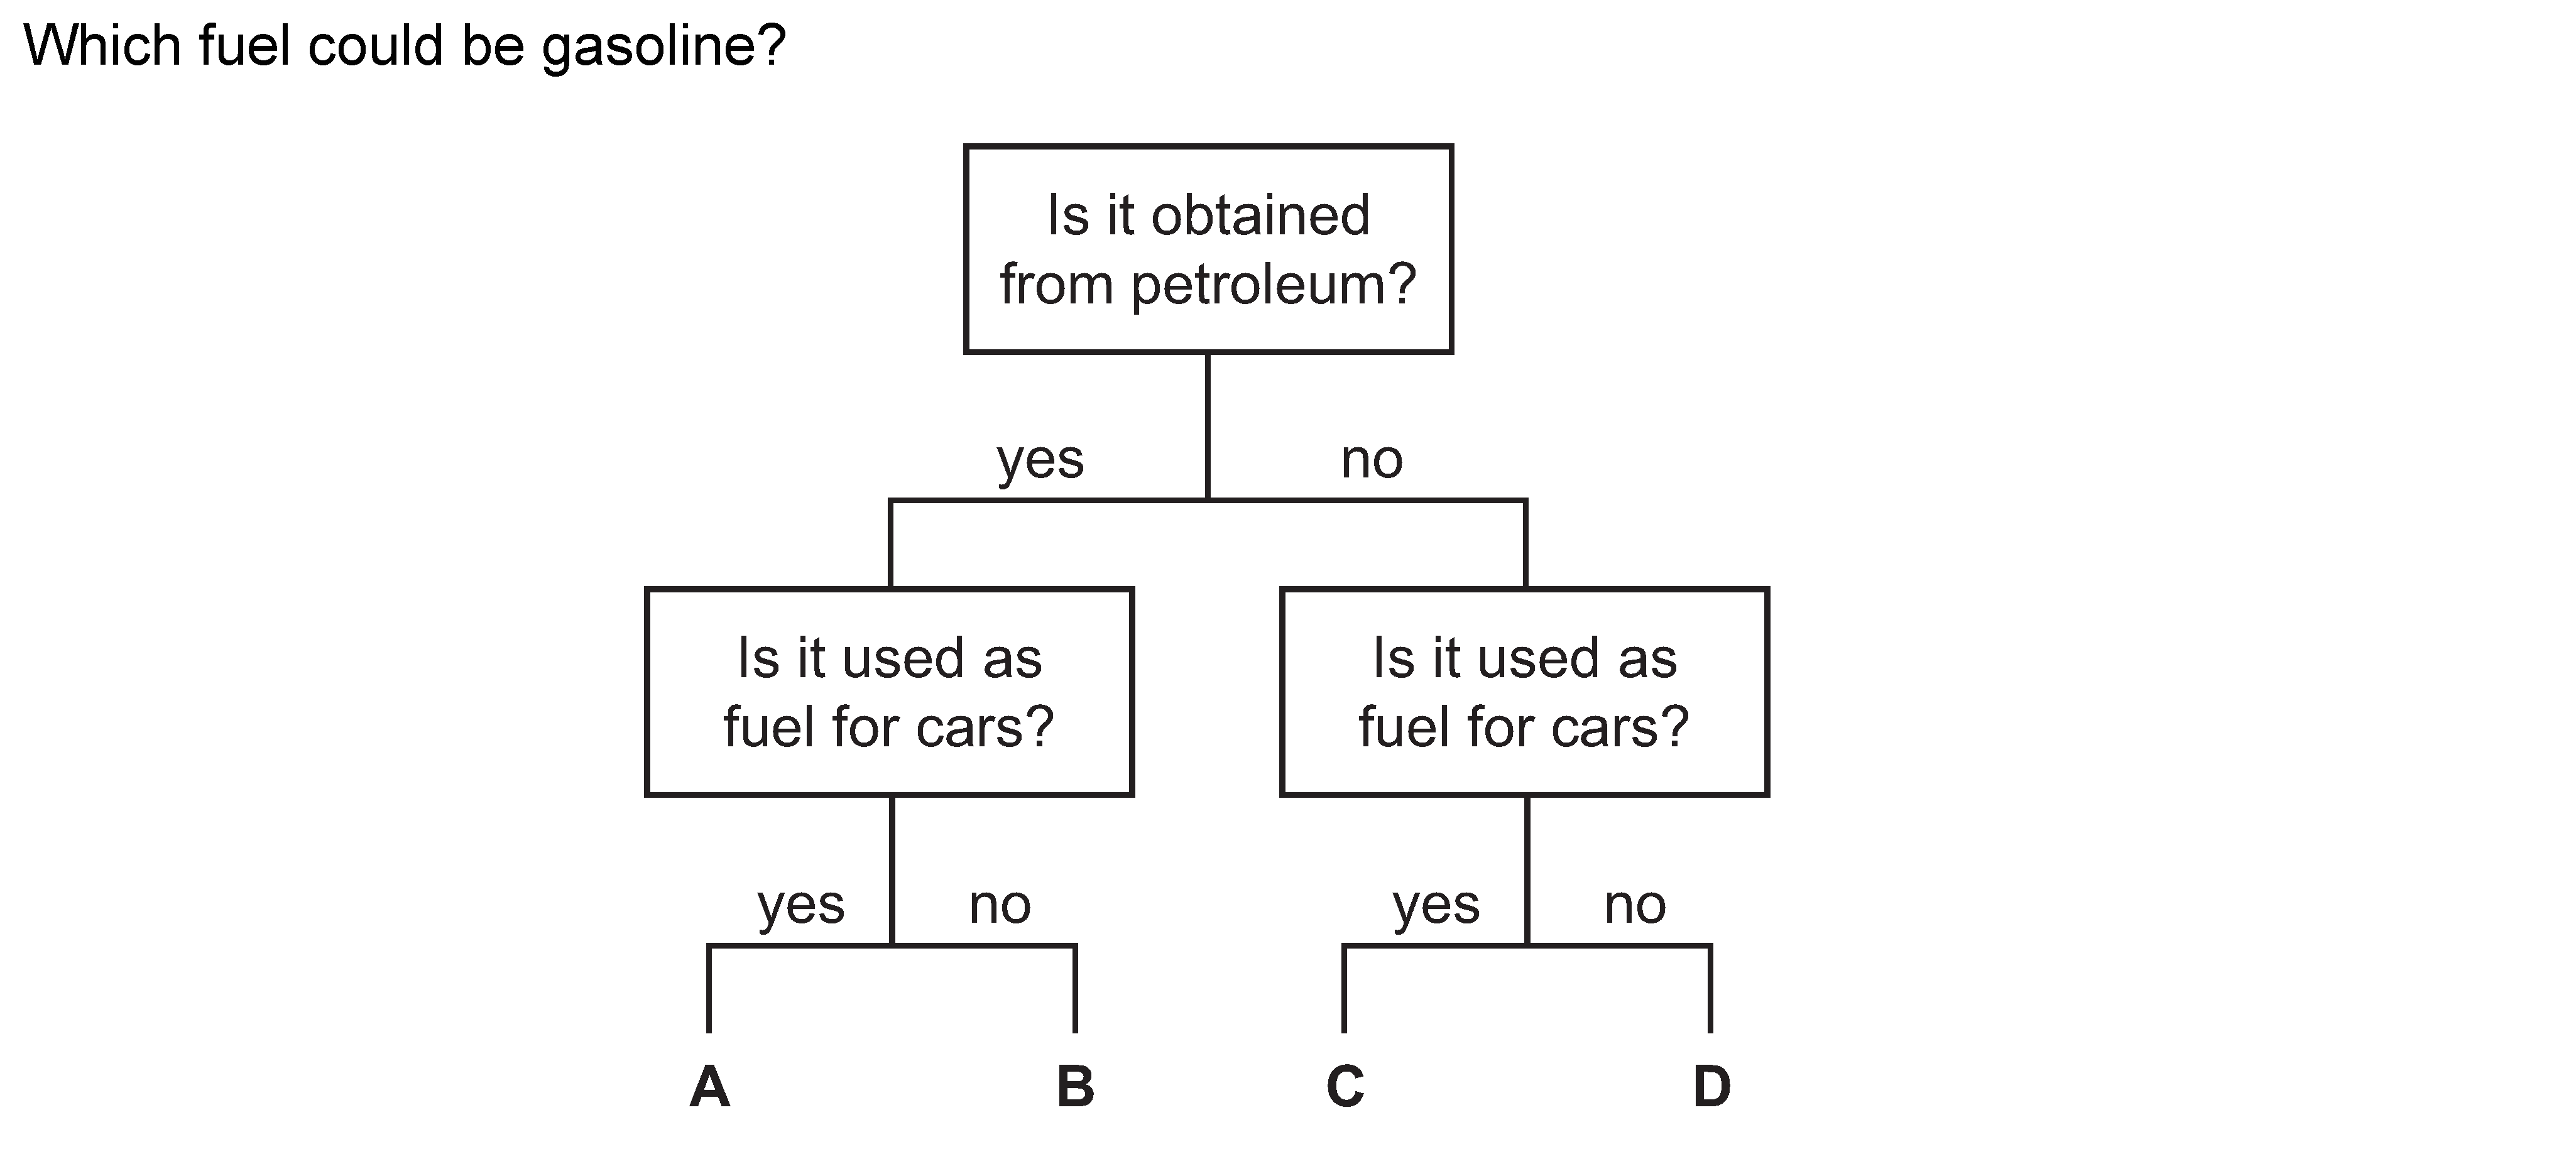 Which fuel could be gasoline?
Is it obtained
from petroleum?
yes
no
Is it used as
fuel for cars?
Is it used as
fuel for cars?
yes
no
yes
no
A
B
C
D